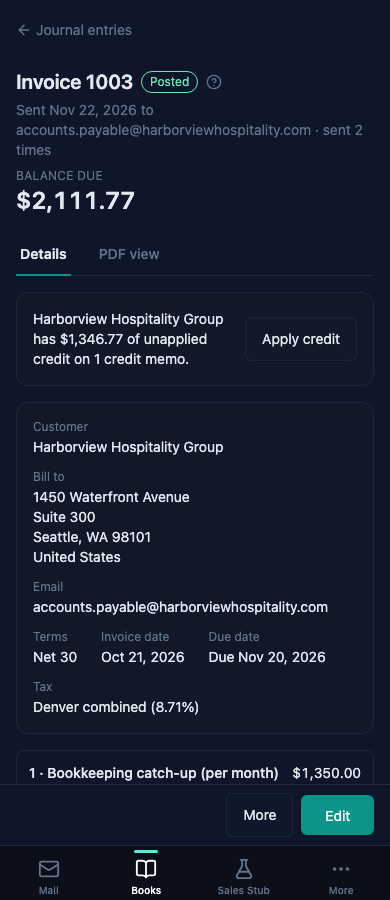 Journal entries
Invoice 1003 Posted
Sent Nov 22, 2026 to
accounts.payable@harborviewhospitality.com · sent 2
times
BALANCE DUE
$2,111.77
Details PDF view
Harborview Hospitality Group
has $1,346.77 of unapplied
credit on 1 credit memo.
Apply credit
Customer
Harborview Hospitality Group
Bill to
1450 Waterfront Avenue
Suite 300
Seattle, WA 98101
United States
Email
accounts.payable@harborviewhospitality.com
Terms Invoice date Due date
Net 30 Oct 21, 2026 Due Nov 20, 2026
Tax
Denver combined (8.71%)
1 · Bookkeeping catch-up (per month) $1,350.00
More Edit
Mail Books Sales Stub More